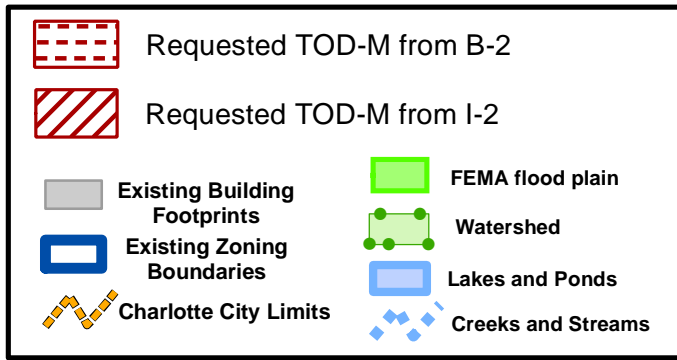 Requested TOD-M from B-2
Requested TOD-M from I-2
Existing Building
Footprints
Existing Zoning
Boundaries
Charlotte City Limits
FEMA flood plain
Watershed
Lakes and Ponds
Creeks and Streams